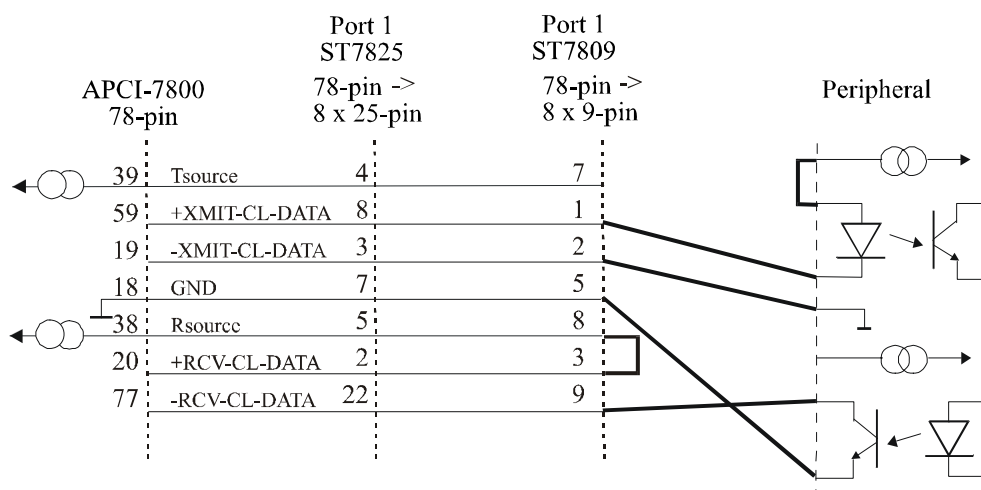 Port 1
ST7825
78-pin ->
8 x 25-pin
Port 1
ST7809
78-pin ->
8 x 9-pin
APCI-7800
78-pin
Peripheral
39 Tsource 4 7
59 +XMIT-CL-DATA 8 1
19 -XMIT-CL-DATA 3 2
18 GND 7 5
38 Rsource 5 8
20 +RCV-CL-DATA 2 3
77 -RCV-CL-DATA 22 9